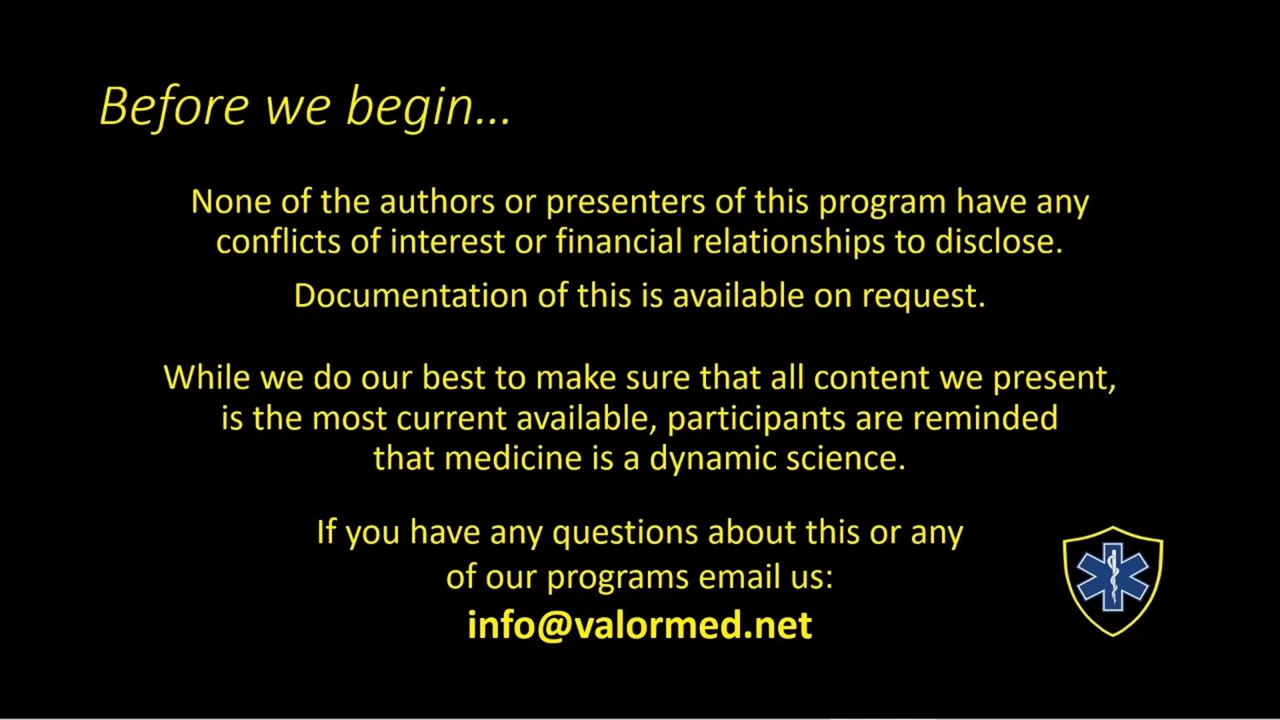 Before we begin...
None of the authors or presenters of this program have any
conflicts of interest or financial relationships to disclose.
Documentation of this is available on request.
While we do our best to make sure that all content we present,
is the most current available, participants are reminded
that medicine is a dynamic science.
If you have any questions about this or any
of our programs email us:
info@valormed.net